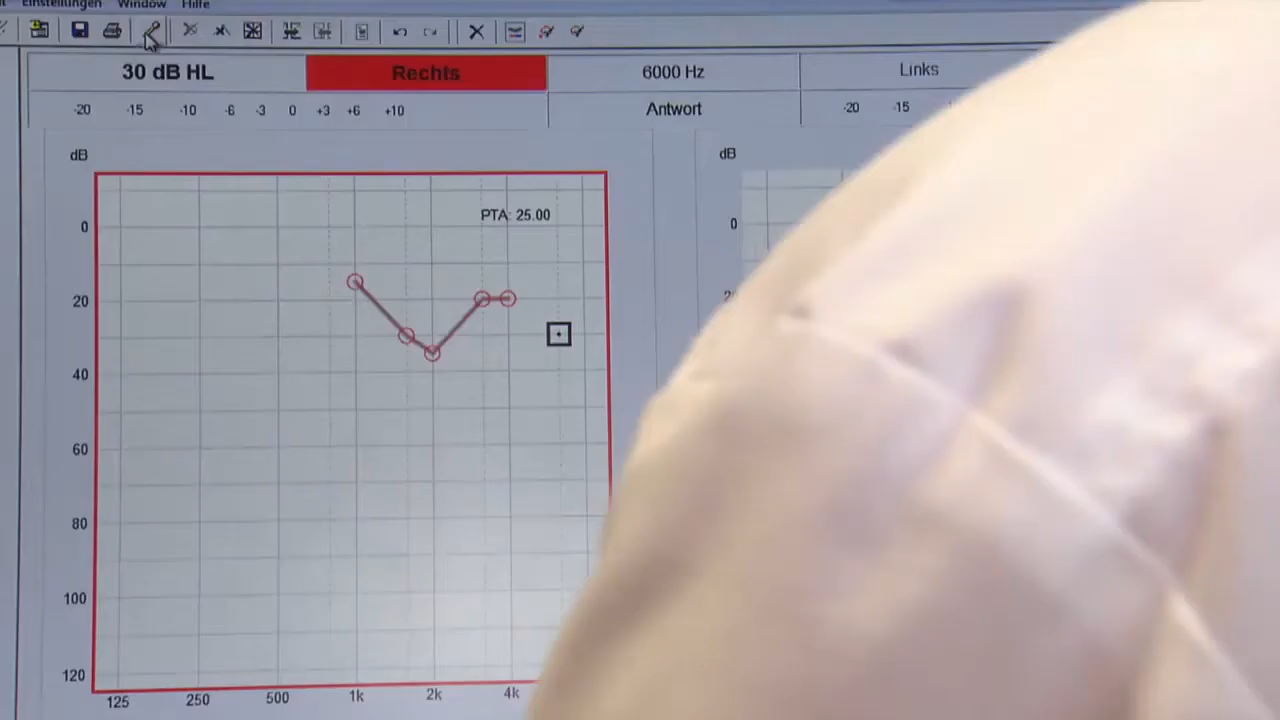 Einstellungen Window Hilfe
30 dB HL Rechts 6000 Hz Links
-20 -15 -10 -6 -3 0 +3 +6 +10 Antwort -20 -15
dB dB
PTA: 25.00
0 0
20
40
60
80
100
120
125 250 500 1k 2k 4k